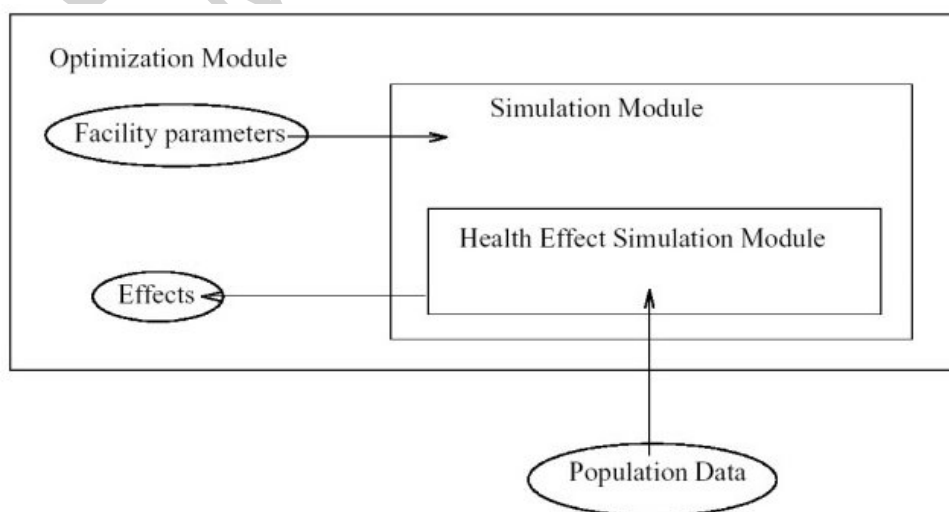 Optimization Module
Simulation Module
Facility parameters
Health Effect Simulation Module
Effects
Population Data